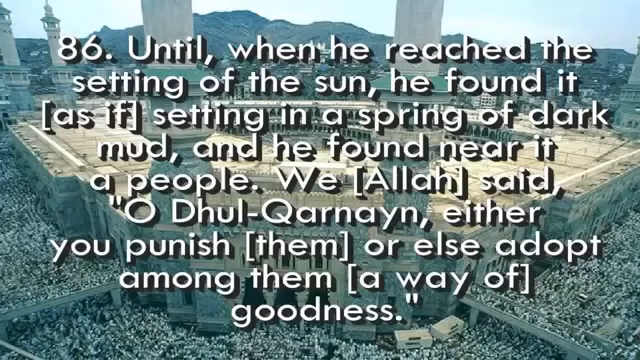 86. Until, when he reached the
setting of the sun, he found it
[as if] setting in a spring of dark
mud, and he found near it
a people. We [Allah] said,
"O Dhul-Qarnayn, either
you punish [them] or else adopt
among them [a way of]
goodness."